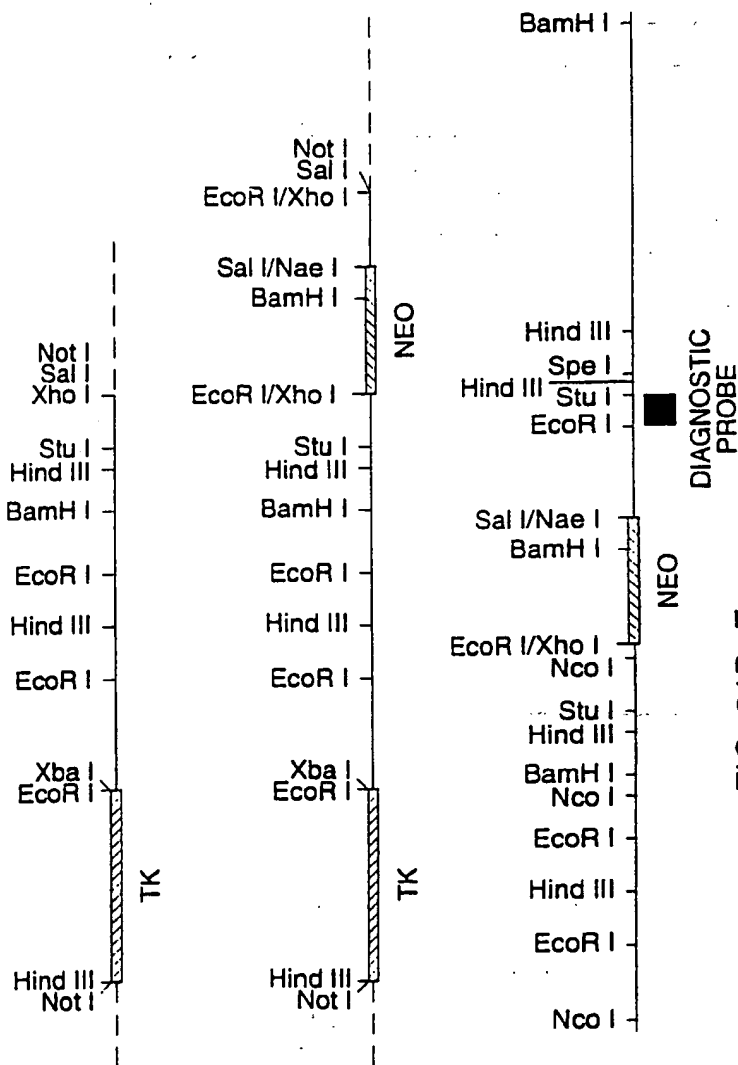 Not I
Sal I
Xho I
Stu I
Hind III
BamH I
EcoR I
Hind III
EcoR I
Xba I
EcoR I
TK
Hind III
Not I
Not I
Sal I
EcoR I/Xho I
Sal I/Nae I
BamH I
NEO
EcoR I/Xho I
Stu I
Hind III
BamH I
EcoR I
Hind III
EcoR I
Xba I
EcoR I
TK
Hind III
Not I
BamH I
Hind III
Spe I
Hind III
Stu I
EcoR I
DIAGNOSTIC
PROBE
Sal I/Nae I
BamH I
NEO
EcoR I/Xho I
Nco I
Stu I
Hind III
BamH I
Nco I
EcoR I
Hind III
EcoR I
Nco I